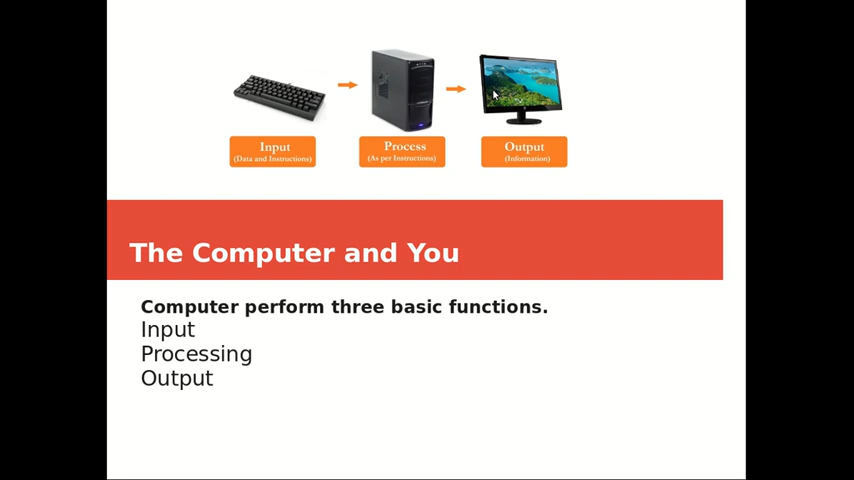 Input
(Data and Instructions)
Process
(As per Instructions)
Output
(Information)
The Computer and You
Computer perform three basic functions.
Input
Processing
Output